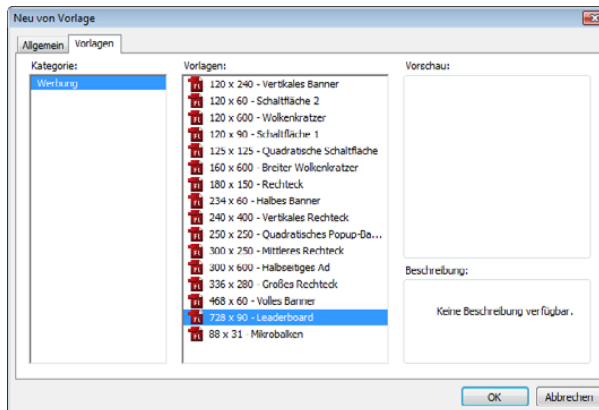 Neu von Vorlage
Allgemein Vorlagen
Kategorie:
Werbung
Vorlagen:
120 x 240 - Vertikales Banner
120 x 60 - Schaltfläche 2
120 x 600 - Wolkenkratzer
120 x 90 - Schaltfläche 1
125 x 125 - Quadratische Schaltfläche
160 x 600 - Breiter Wolkenkratzer
180 x 150 - Rechteck
234 x 60 - Halbes Banner
240 x 400 - Vertikales Rechteck
250 x 250 - Quadratisches Popup-Ba...
300 x 250 - Mittleres Rechteck
300 x 600 - Halbseitiges Ad
336 x 280 - Großes Rechteck
468 x 60 - Volles Banner
728 x 90 - Leaderboard
88 x 31 - Mikrobalken
Vorschau:
Beschreibung:
Keine Beschreibung verfügbar.
OK Abbrechen